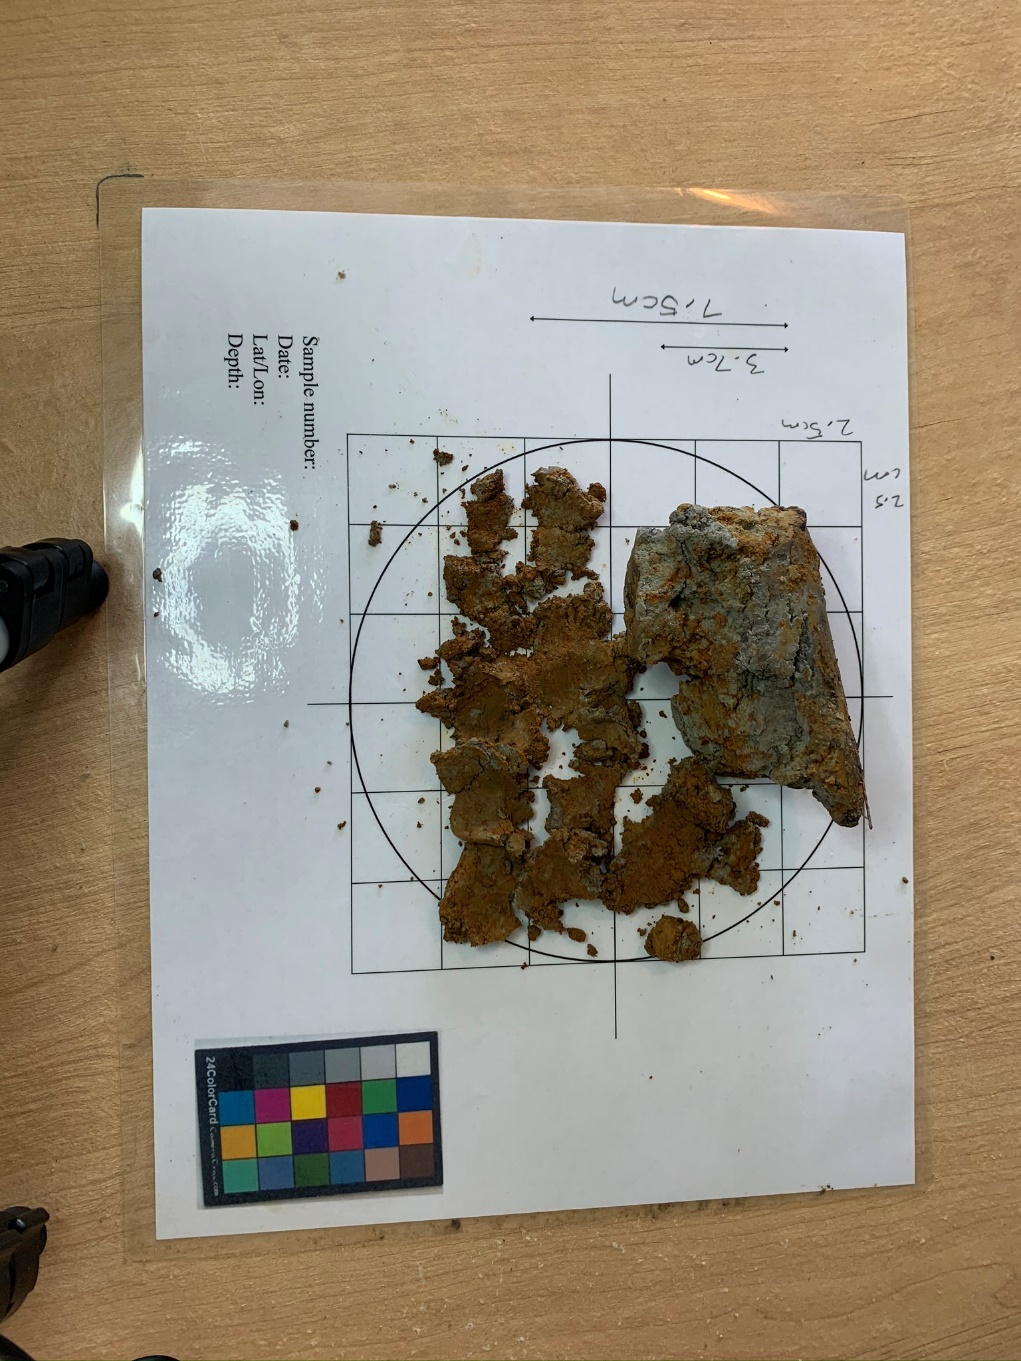 Sample number:
Date:
Lat/Lon:
Depth:
7.5cm
3.7cm
2.5cm
2.5
cm
24ColorCard